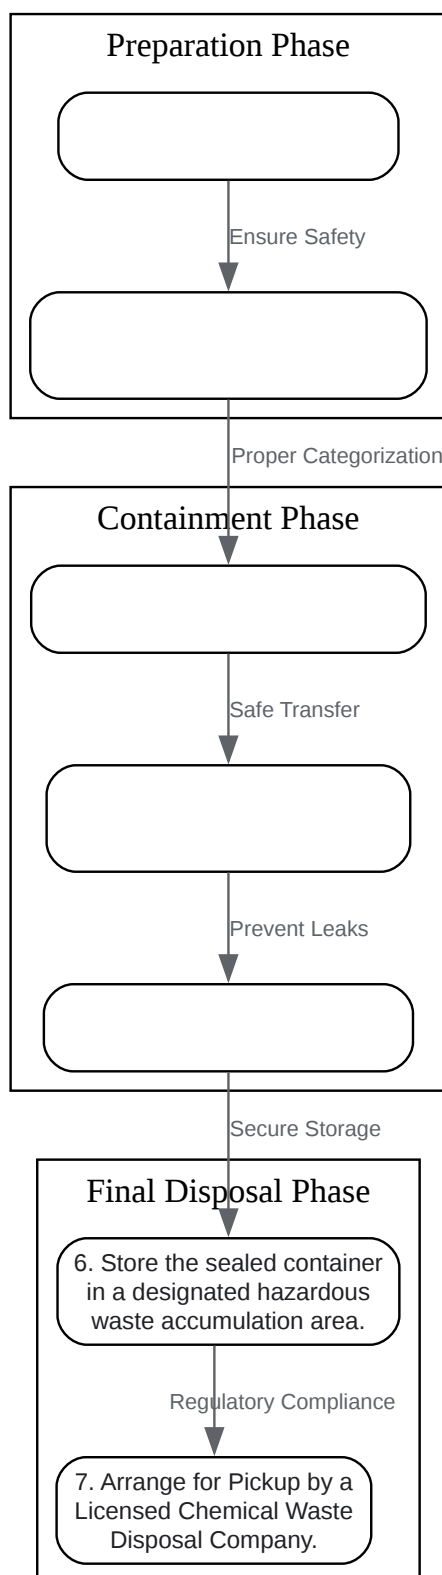 Preparation Phase
Ensure Safety
Proper Categorization
Containment Phase
Safe Transfer
Prevent Leaks
Secure Storage
Final Disposal Phase
6. Store the sealed container
in a designated hazardous
waste accumulation area.
Regulatory Compliance
7. Arrange for Pickup by a
Licensed Chemical Waste
Disposal Company.